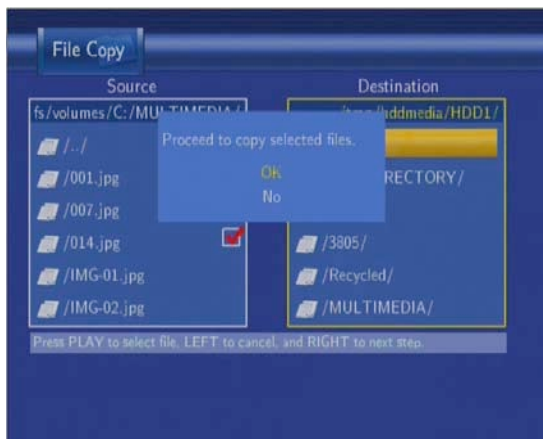 File Copy
Source
Destination
fs/volumes/C:/MULTIMEDIA/
/hddmedia/HDD1/
Proceed to copy selected files.
OK
No
/../
/001.jpg
RECTORY/
/007.jpg
/014.jpg
/3805/
/IMG-01.jpg
/Recycled/
/IMG-02.jpg
/MULTIMEDIA/
Press PLAY to select file, LEFT to cancel, and RIGHT to next step.